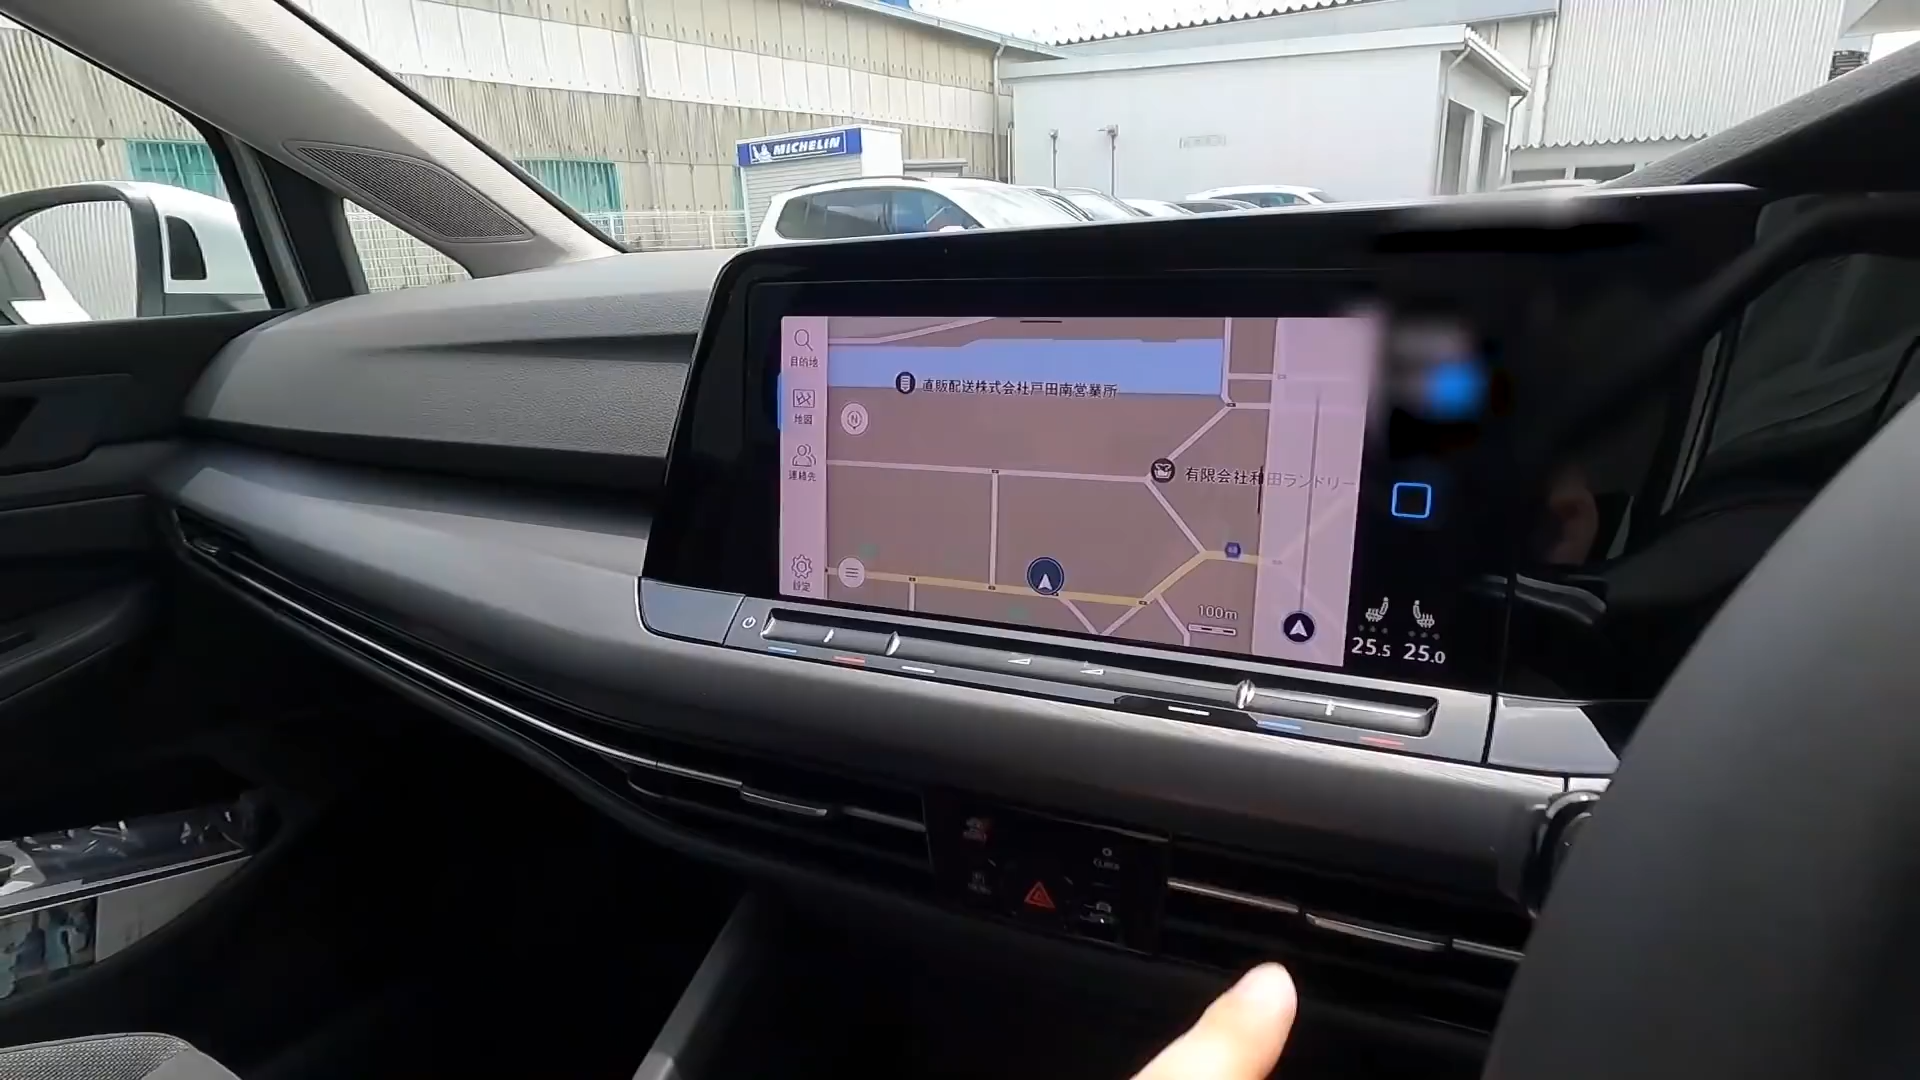 MICHELIN
目的地
地図
連絡先
設定
直販配送株式会社戸田南営業所
N
有限会社和田ランドリー
68
100m
25.5 25.0
CLIMA